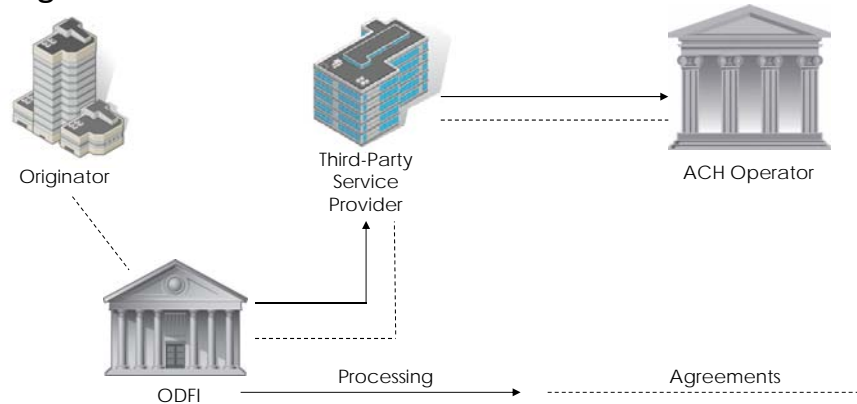 Originator
Third-Party
Service
Provider
ACH Operator
ODFI
Processing
Agreements